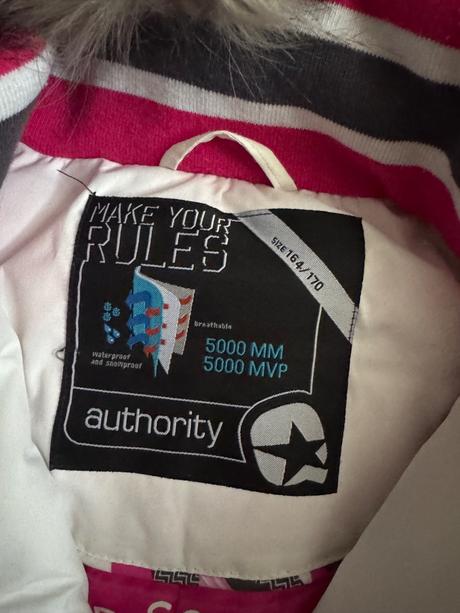 MAKE YOUR
RULES
SIZE 164/170
breathable
waterproof
and snowproof
5000 MM
5000 MVP
authority